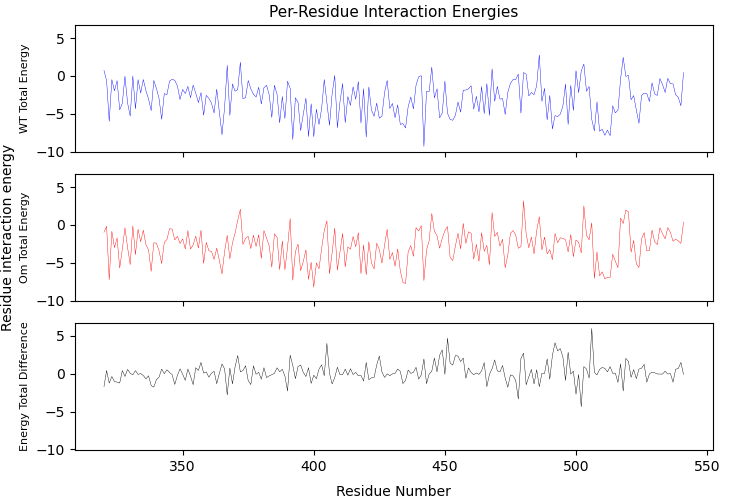 Per-Residue Interaction Energies
Residue interaction energy
WT Total Energy
5
0
−5
−10
Om Total Energy
5
0
−5
−10
Energy Total Difference
5
0
−5
−10
350 400 450 500 550
Residue Number